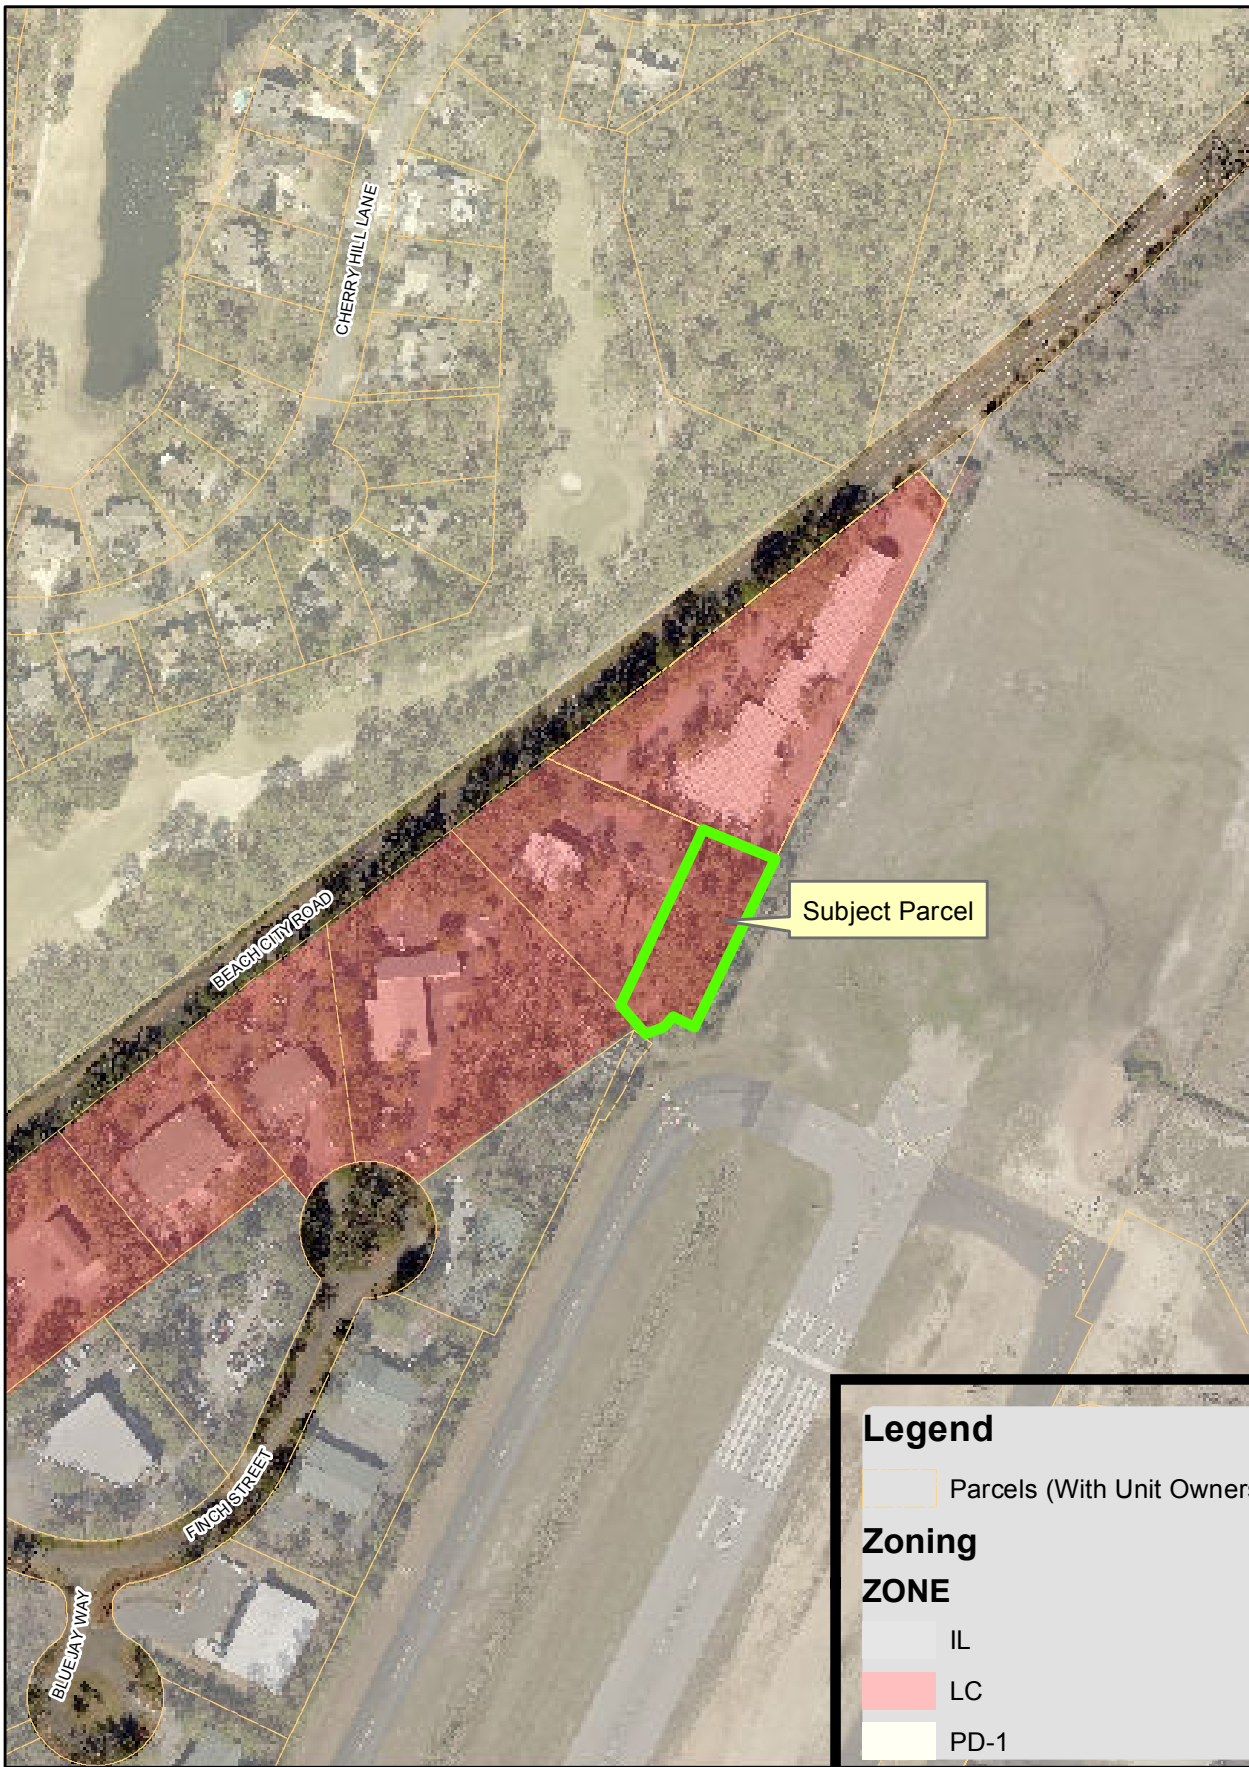 CHERRY HILL LANE
BEACH CITY ROAD
Subject Parcel
FINCH STREET
BLUEJAY WAY
21
Legend
Parcels (With Unit Owners
Zoning
ZONE
IL
LC
PD-1